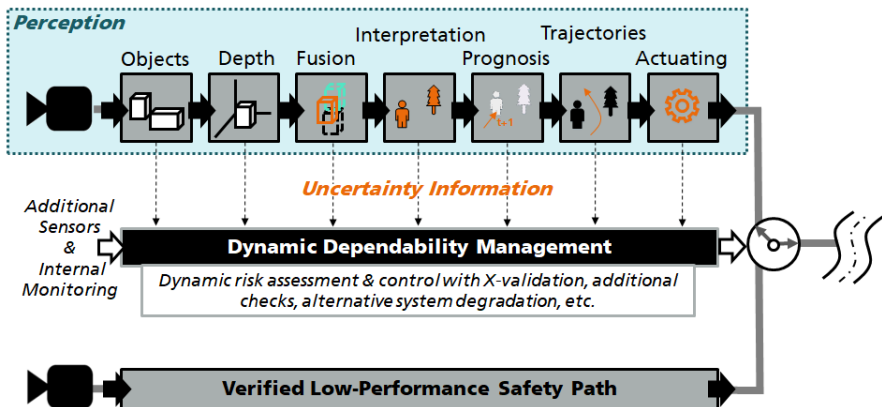 Perception
Interpretation
Trajectories
Objects
Depth
Fusion
Prognosis
Actuating
t+1
Uncertainty Information
Additional
Sensors
&
Internal
Monitoring
Dynamic Dependability Management
Dynamic risk assessment & control with X-validation, additional
checks, alternative system degradation, etc.
Verified Low-Performance Safety Path